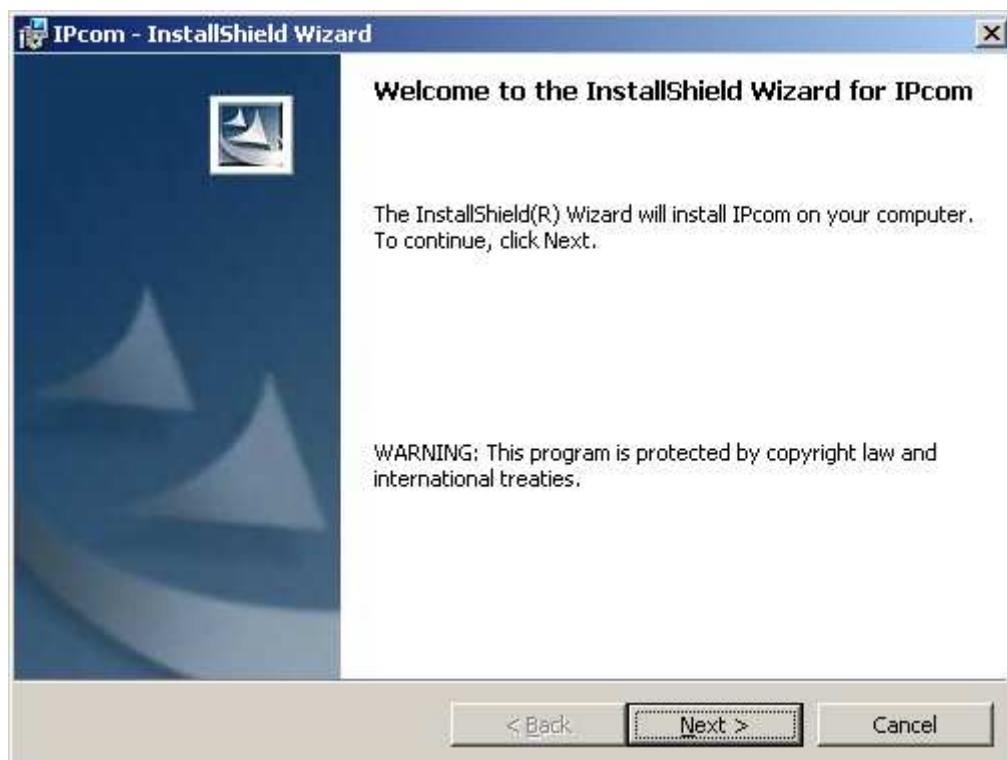 IPcom - InstallShield Wizard
Welcome to the InstallShield Wizard for IPcom
The InstallShield(R) Wizard will install IPcom on your computer.
To continue, click Next.
WARNING: This program is protected by copyright law and
international treaties.
< Back
Next >
Cancel